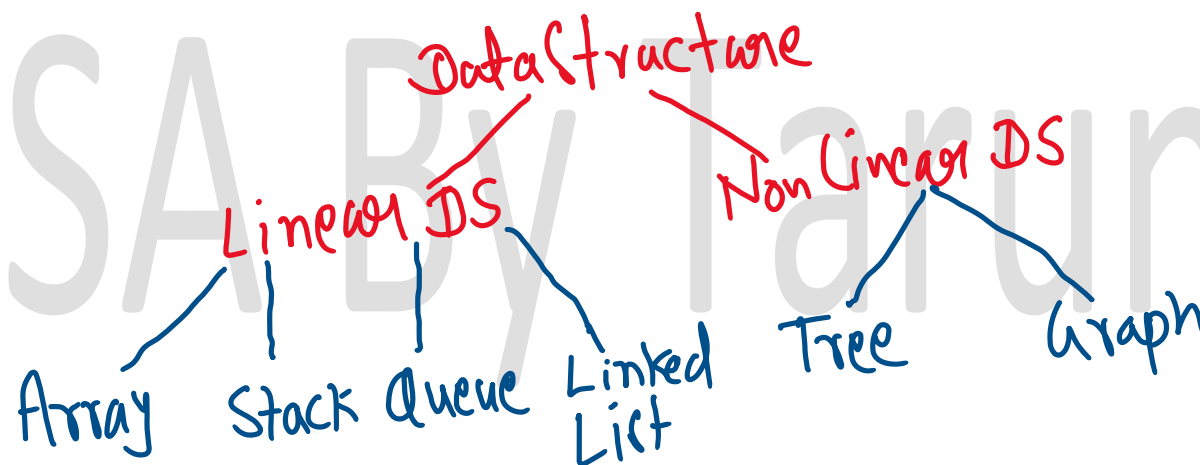 SA By Tarun
DataStructure
Linear DS
Non Linear DS
Array
Stack
Queue
Linked
List
Tree
Graph